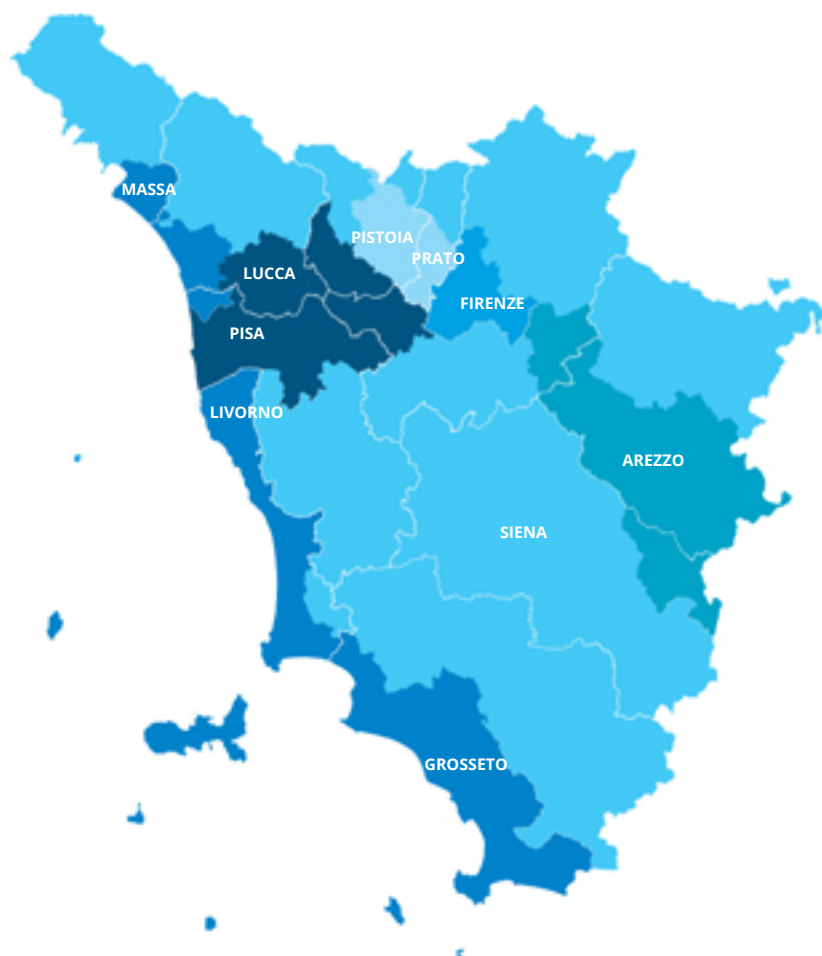 MASSA
PISTOIA
PRATO
LUCCA
FIRENZE
PISA
LIVORNO
AREZZO
SIENA
GROSSETO